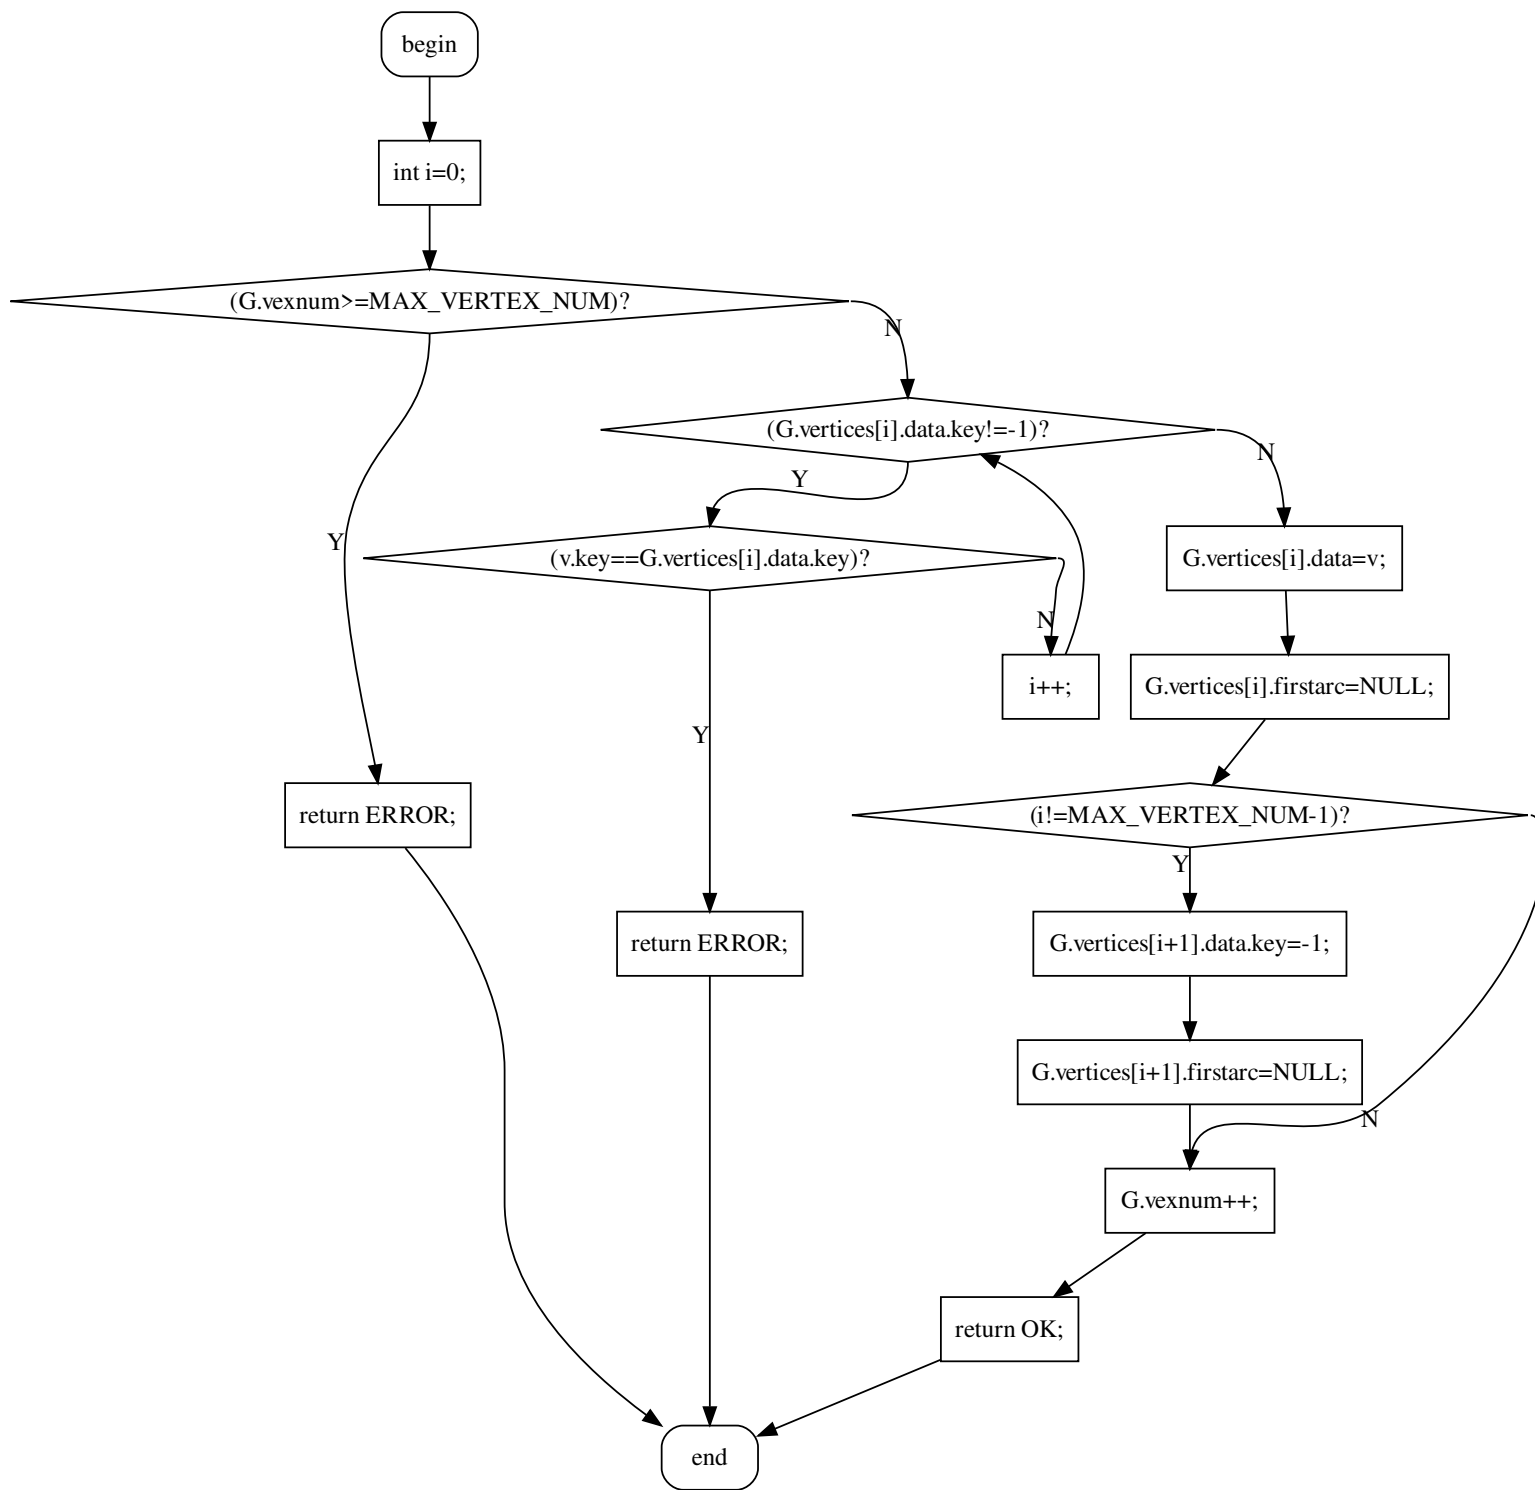 begin
int i=0;
(G.vexnum>=MAX_VERTEX_NUM)?
N
(G.vertices[i].data.key!=-1)?
N
Y
Y
(v.key==G.vertices[i].data.key)?
G.vertices[i].data=v;
N
i++;
G.vertices[i].firstarc=NULL;
Y
return ERROR;
(i!=MAX_VERTEX_NUM-1)?
Y
return ERROR;
G.vertices[i+1].data.key=-1;
G.vertices[i+1].firstarc=NULL;
N
G.vexnum++;
return OK;
end